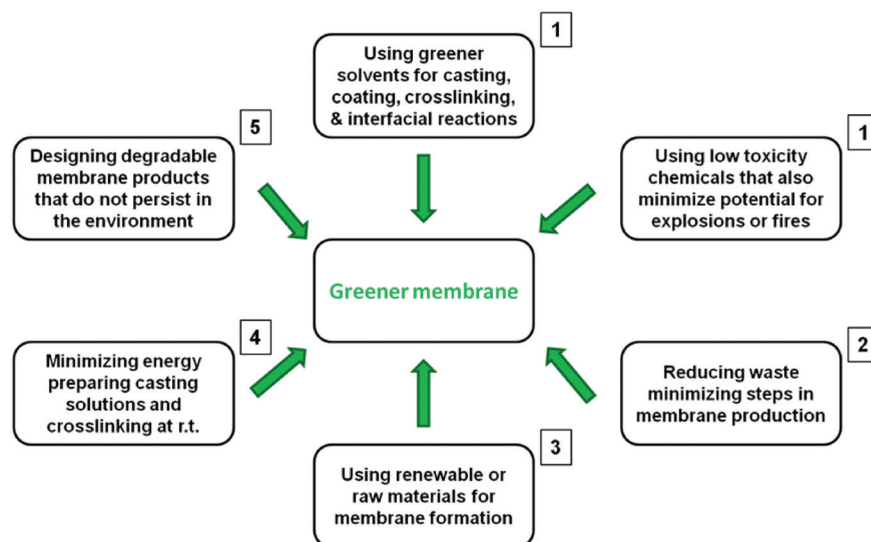 1
Using greener
solvents for casting,
coating, crosslinking,
& interfacial reactions
1
Using low toxicity
chemicals that also
minimize potential for
explosions or fires
2
Reducing waste
minimizing steps in
membrane production
3
Using renewable or
raw materials for
membrane formation
4
Minimizing energy
preparing casting
solutions and
crosslinking at r.t.
5
Designing degradable
membrane products
that do not persist in
the environment
Greener membrane